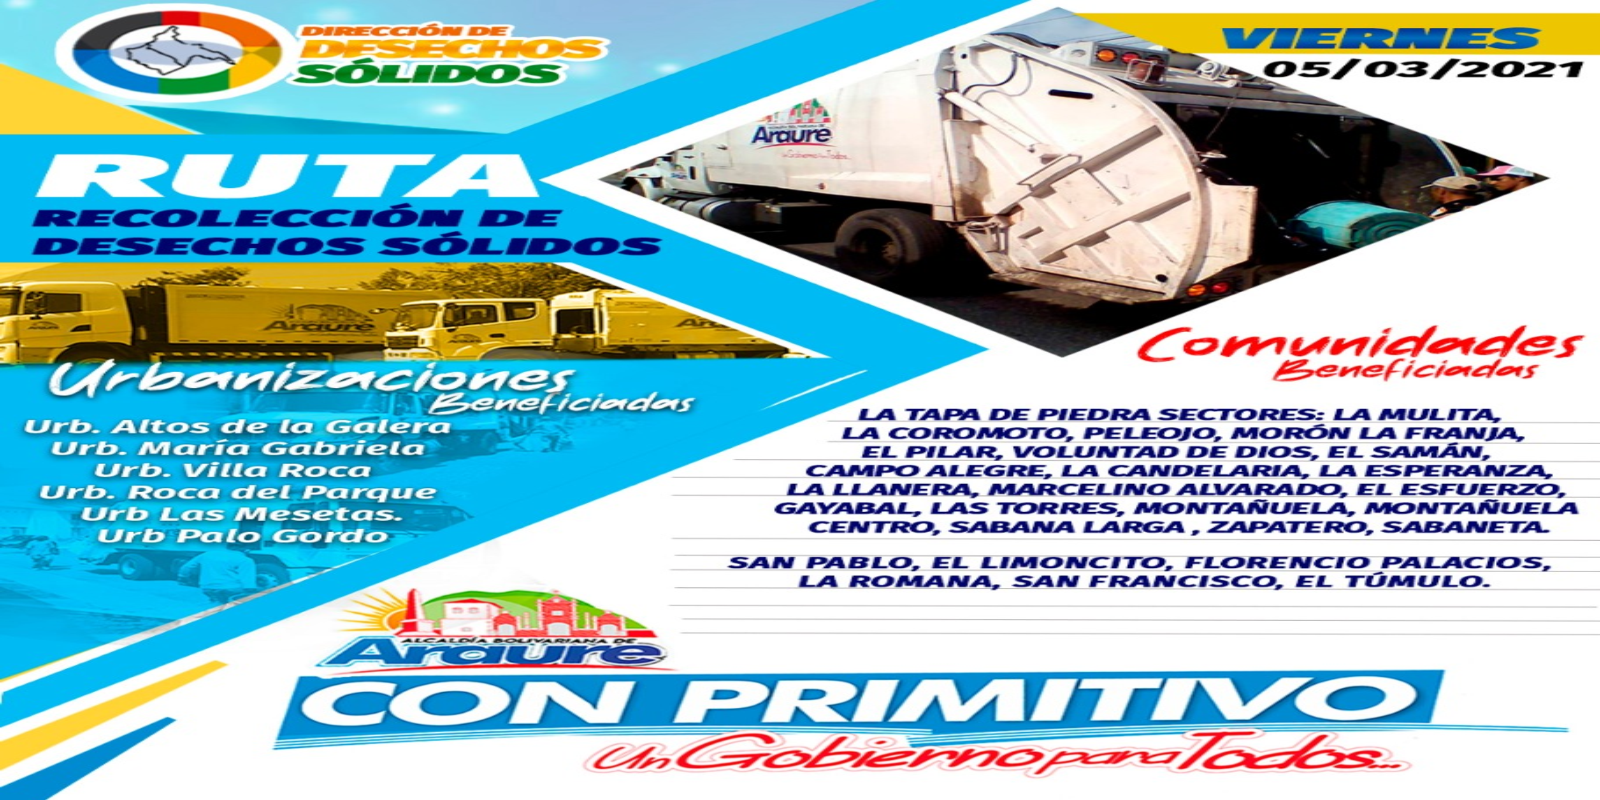 DIRECCIÓN DE
DESECHOS
SÓLIDOS
VIERNES
05/03/2021
RUTA
RECOLECCIÓN DE
DESECHOS SÓLIDOS
Araure
Un Gobierno para Todos...
Araure
Araure
Urbanizaciones
Beneficiadas
Urb. Altos de la Galera
Urb. María Gabriela
Urb. Villa Roca
Urb. Roca del Parque
Urb Las Mesetas.
Urb Palo Gordo
Comunidades
Beneficiadas
LA TAPA DE PIEDRA SECTORES: LA MULITA,
LA COROMOTO, PELEOJO, MORÓN LA FRANJA,
EL PILAR, VOLUNTAD DE DIOS, EL SAMÁN,
CAMPO ALEGRE, LA CANDELARIA, LA ESPERANZA,
LA LLANERA, MARCELINO ALVARADO, EL ESFUERZO,
GAYABAL, LAS TORRES, MONTAÑUELA, MONTAÑUELA
CENTRO, SABANA LARGA , ZAPATERO, SABANETA.
SAN PABLO, EL LIMONCITO, FLORENCIO PALACIOS,
LA ROMANA, SAN FRANCISCO, EL TÚMULO.
ALCALDÍA BOLIVARIANA DE
Araure
CON PRIMITIVO
Un Gobierno para Todos...